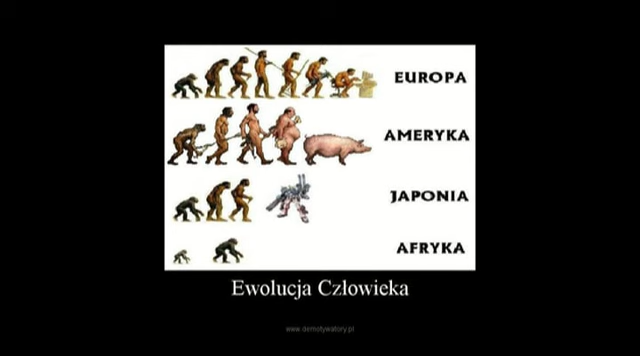 EUROPA
AMERYKA
JAPONIA
AFRYKA
Ewolucja Człowieka
www.demotywatory.pl